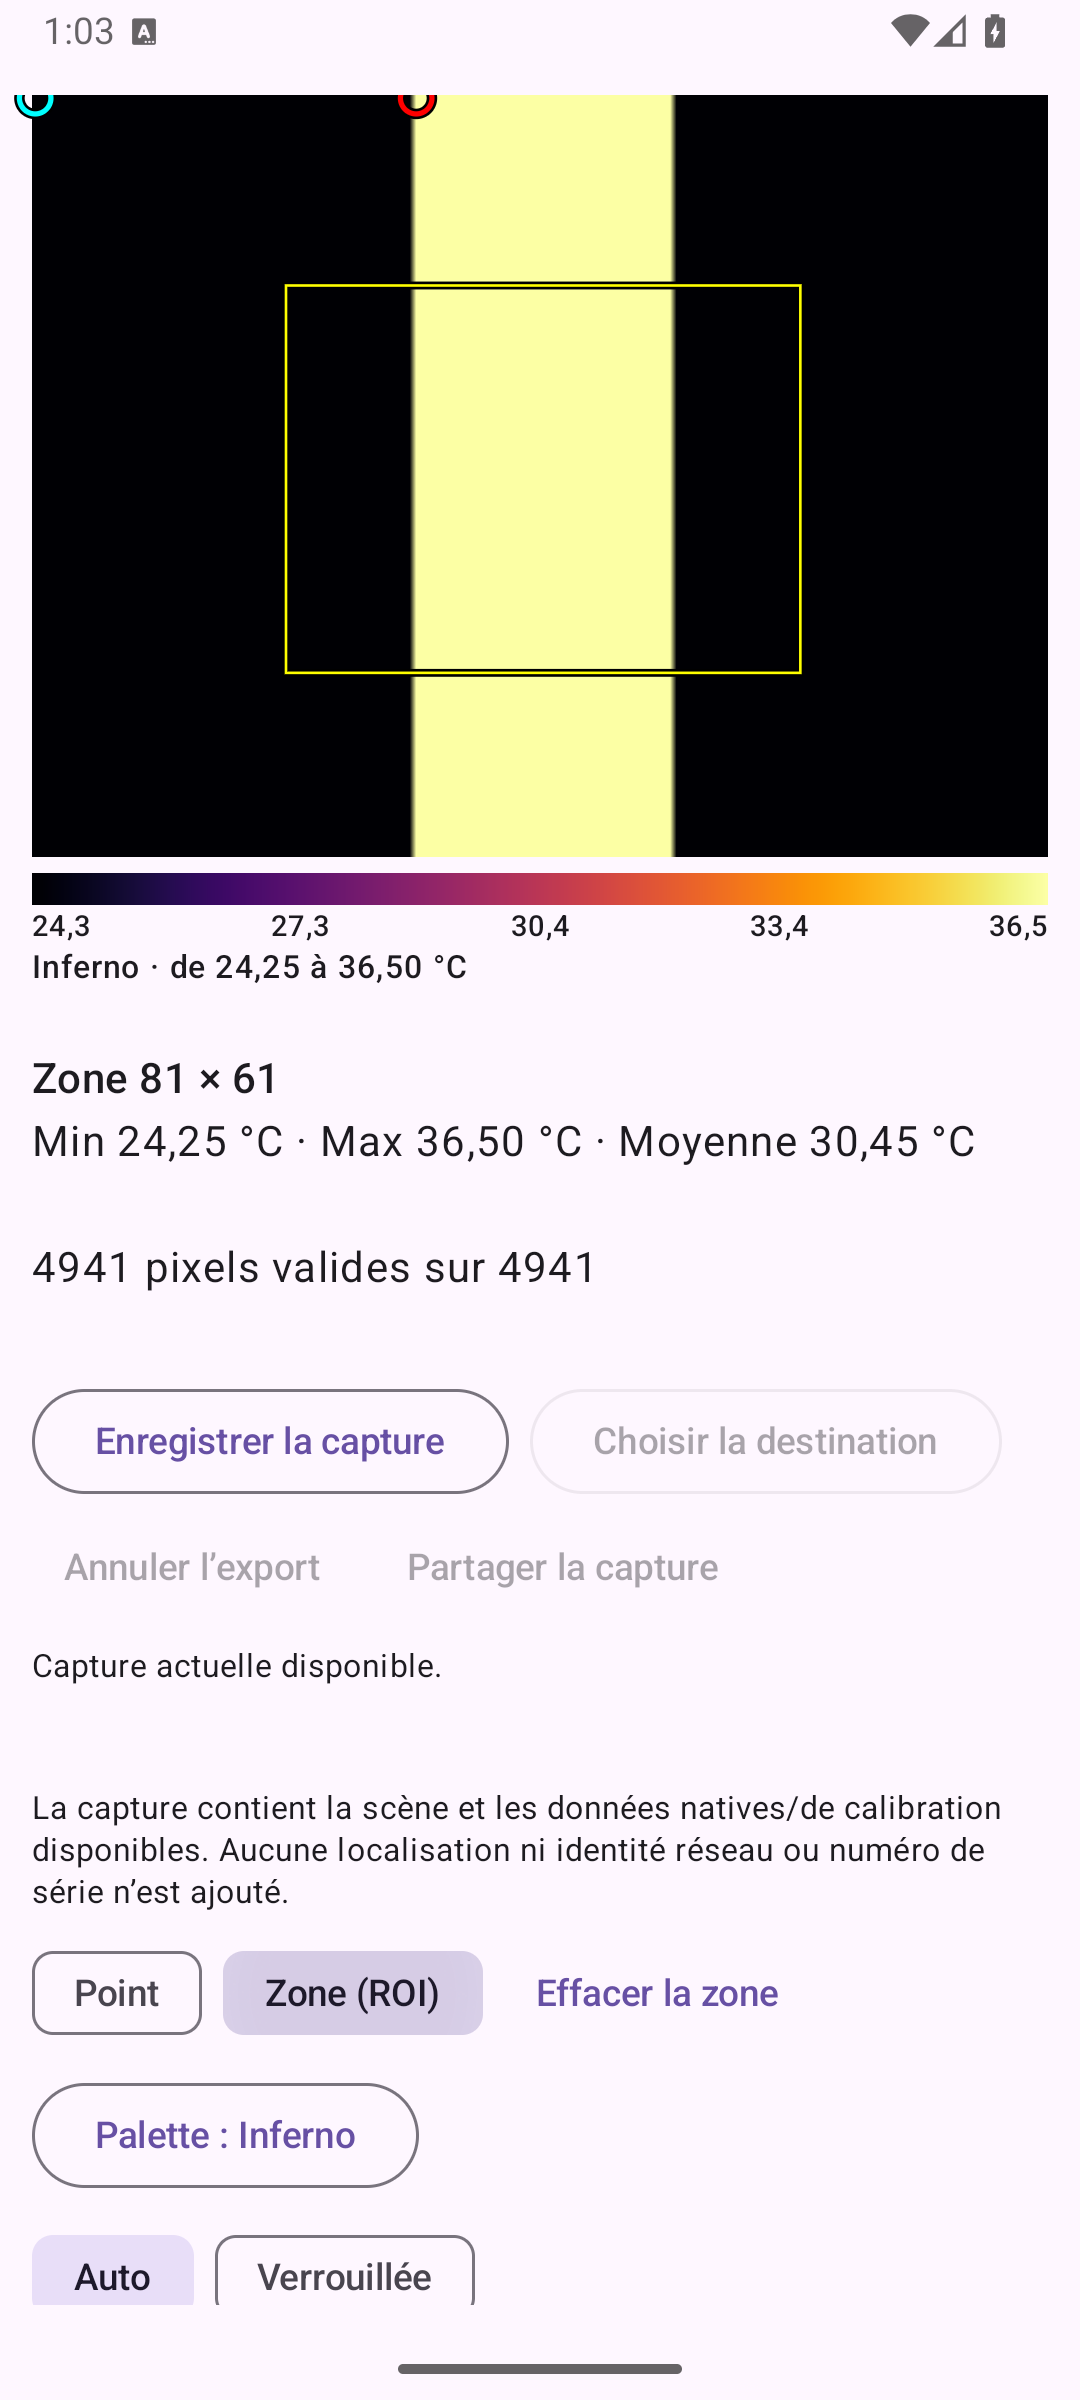 1:03
24,3 27,3 30,4 33,4 36,5
Inferno · de 24,25 à 36,50 °C
Zone 81 × 61
Min 24,25 °C · Max 36,50 °C · Moyenne 30,45 °C
4941 pixels valides sur 4941
Enregistrer la capture Choisir la destination
Annuler l’export Partager la capture
Capture actuelle disponible.
La capture contient la scène et les données natives/de calibration
disponibles. Aucune localisation ni identité réseau ou numéro de
série n’est ajouté.
Point Zone (ROI) Effacer la zone
Palette : Inferno
Auto Verrouillée